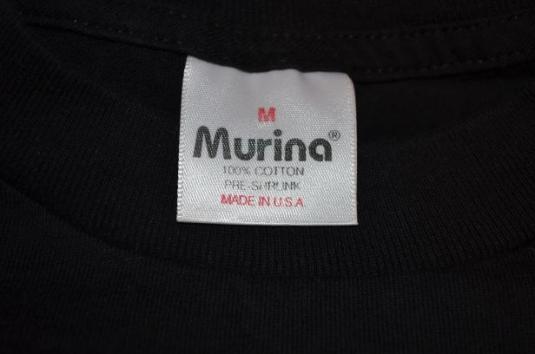 M
Murina®
100% COTTON
PRE-SHRUNK
MADE IN U.S.A.